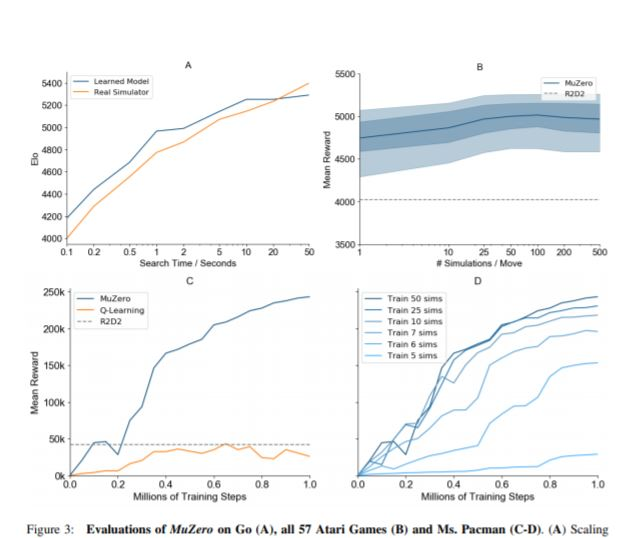 A
Learned Model
Real Simulator
5400
5200
5000
4800
4600
4400
4200
4000
Elo
0.1 0.2 0.5 1 2 5 10 20 50
Search Time / Seconds
B
MuZero
R2D2
5500
5000
4500
4000
3500
Mean Reward
1 10 25 50 100 200 500
# Simulations / Move
C
MuZero
Q-Learning
R2D2
250k
200k
150k
100k
50k
0k
Mean Reward
0.0 0.2 0.4 0.6 0.8 1.0
Millions of Training Steps
D
Train 50 sims
Train 25 sims
Train 10 sims
Train 7 sims
Train 6 sims
Train 5 sims
0.0 0.2 0.4 0.6 0.8 1.0
Millions of Training Steps
Figure 3: Evaluations of MuZero on Go (A), all 57 Atari Games (B) and Ms. Pacman (C-D). (A) Scaling